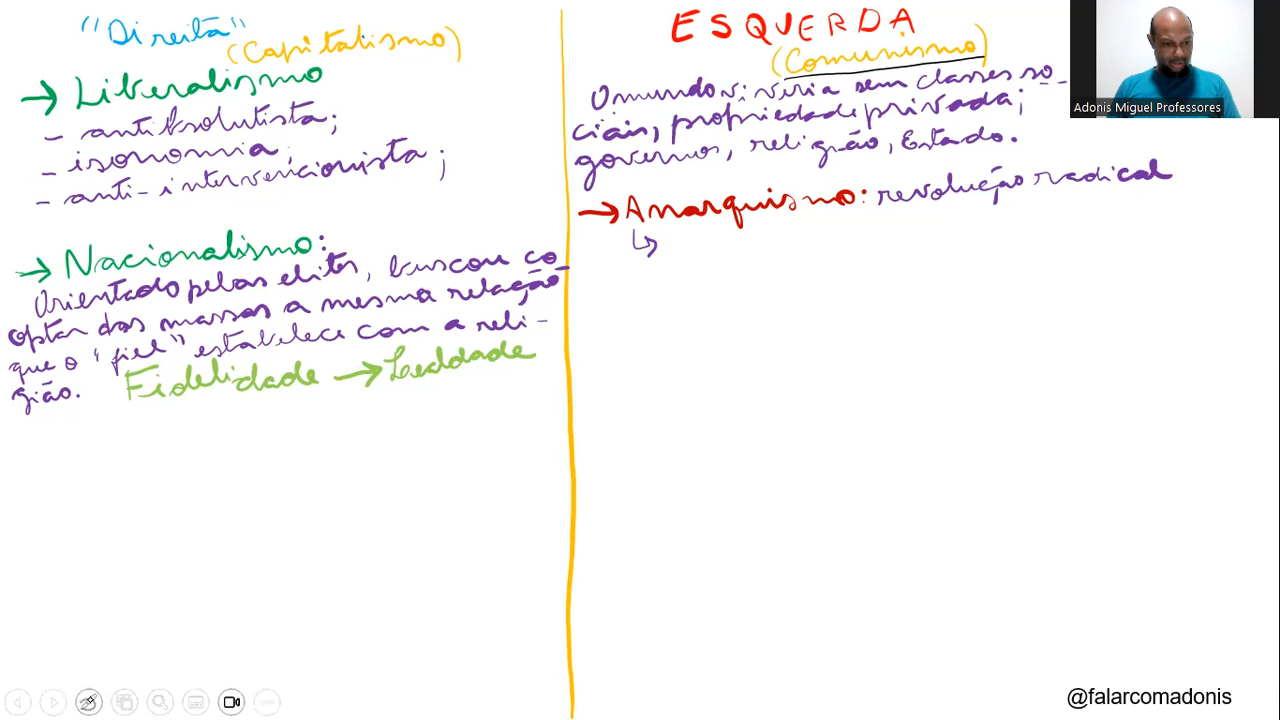 "Direita"
(Capitalismo)
→ Liberalismo
- antibsolutista;
- isonomia;
- anti-intervencionista;
→ Nacionalismo:
Orientado pelas elites, buscou co-
optar das massas a mesma relação
que o "fiel" estabelece com a reli-
gião.
Fidelidade → Lealdade
ESQUERDA
(Comunismo)
O mundo viveria sem classes so-
ciais, propriedade privada;
governos, religião, Estado.
→ Anarquismo: revolução radical
↳
Adonis Miguel Professores
@falarcomadonis